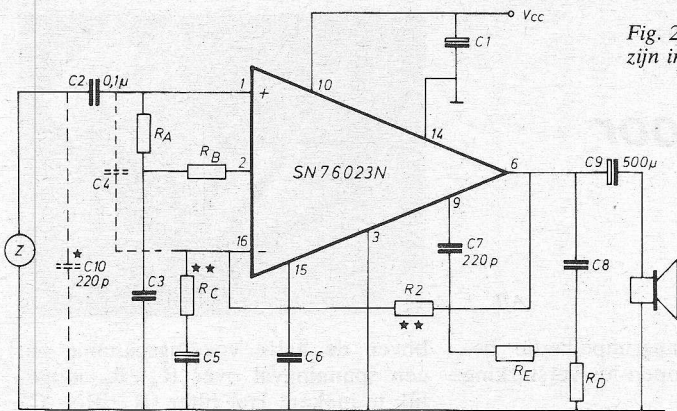 Vcc
Fig. 2
zijn in
C1
C2 0,1µ
1
+
10
14
RA
RB
2
SN76023N
6
C9 500µ
C4
9
3
16
-
15
Z
★
C10
220p
C3
★★
RC
C7
220p
C8
R2
★★
C5
C6
RE
RD